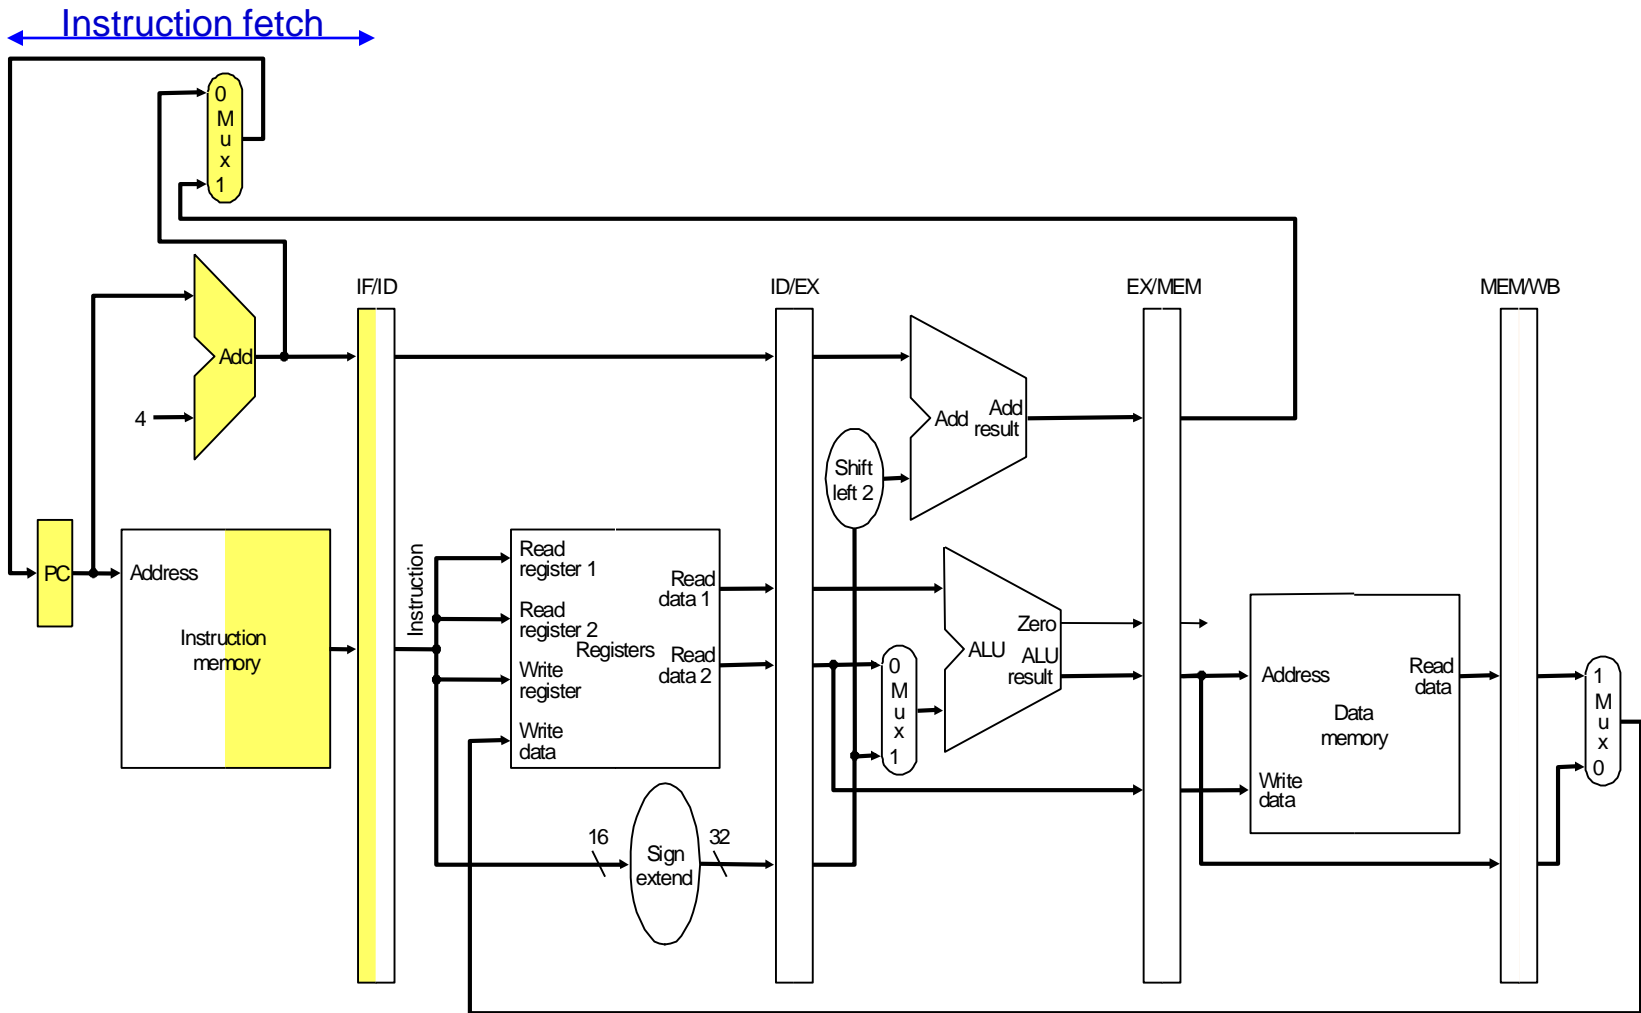 Instruction fetch
0
M
u
x
1
IF/ID
ID/EX
EX/MEM
MEM/WB
Add
4
Add
Add
result
Shift
left 2
PC
Address
Instruction
memory
Instruction
Read
register 1
Read
register 2
Write
register
Write
data
Registers
Read
data 1
Read
data 2
16
Sign
extend
32
0
M
u
x
1
Zero
ALU
ALU
result
Address
Read
data
Data
memory
Write
data
1
M
u
x
0